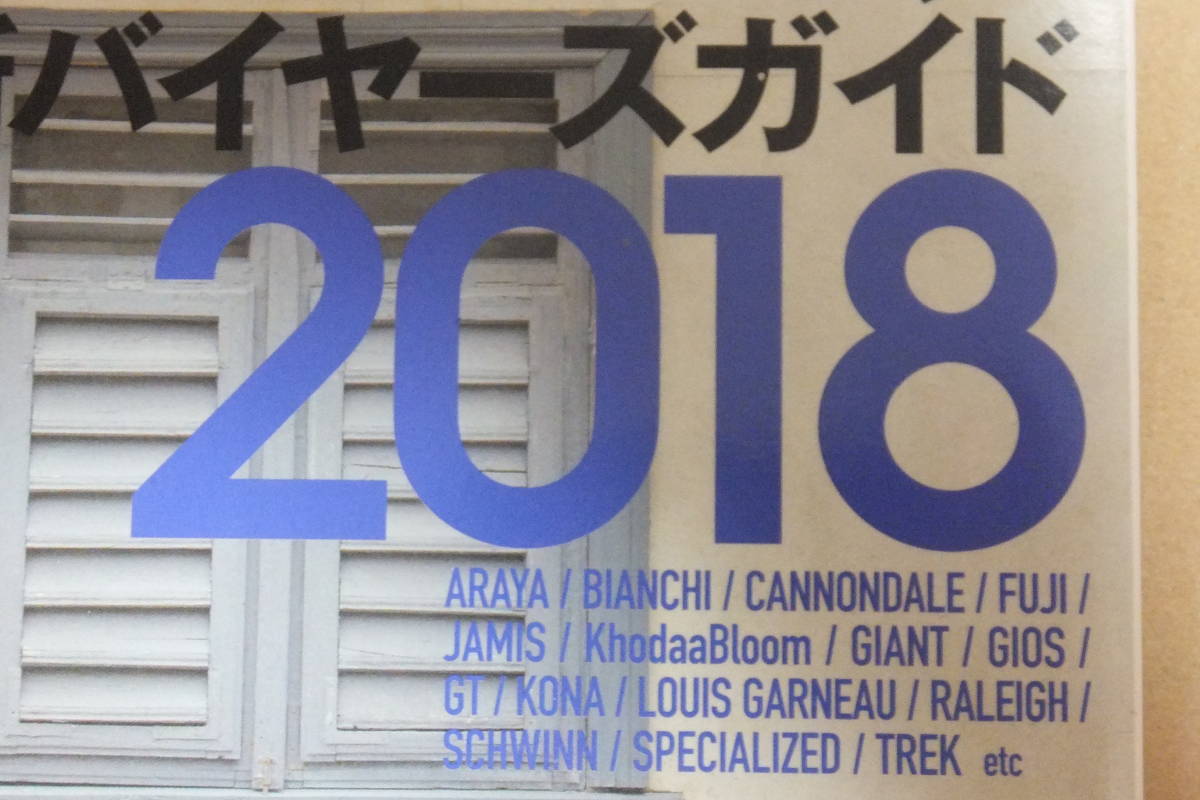 バイヤーズガイド
2018
ARAYA / BIANCHI / CANNONDALE / FUJI /
JAMIS / KhodaaBloom / GIANT / GIOS /
GT / KONA / LOUIS GARNEAU / RALEIGH /
SCHWINN / SPECIALIZED / TREK etc